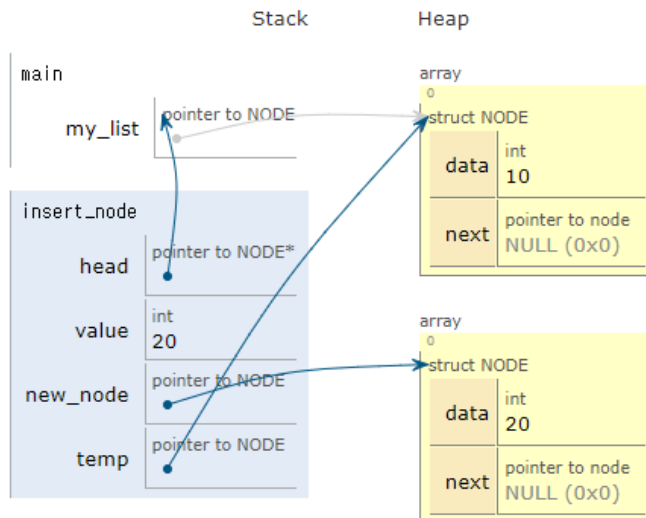 Stack Heap
main
my_list
pointer to NODE
array
0
struct NODE
data
int
10
next
pointer to node
NULL (0x0)
insert_node
head
pointer to NODE*
value
int
20
new_node
pointer to NODE
temp
pointer to NODE
array
0
struct NODE
data
int
20
next
pointer to node
NULL (0x0)